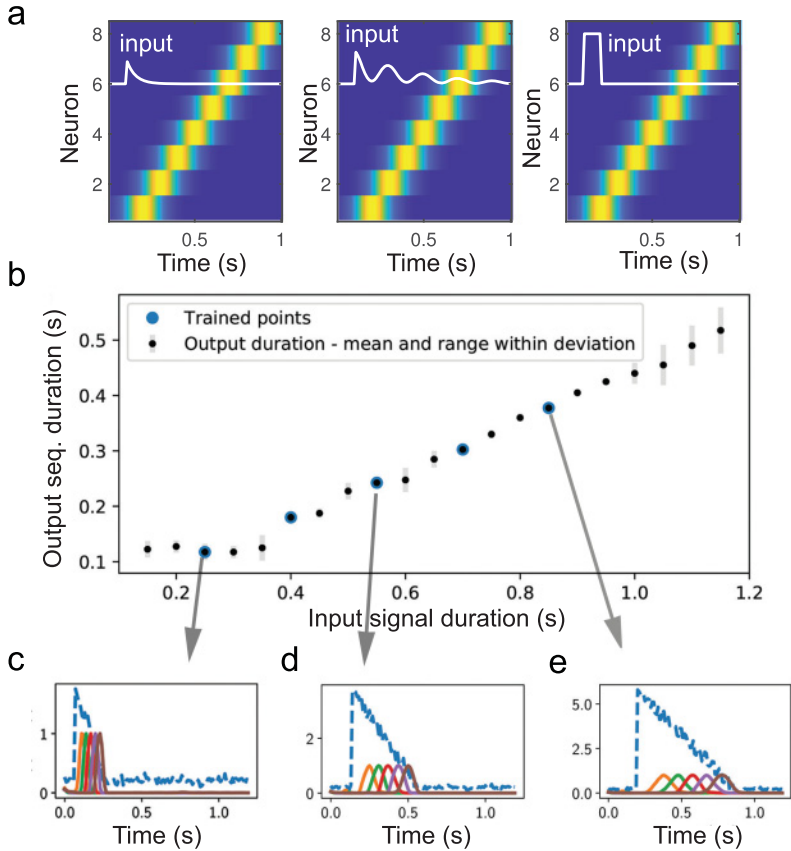 a
8
6
4
2
Neuron
input
0.5
1
Time (s)
8
6
4
2
Neuron
input
0.5
1
Time (s)
8
6
4
2
Neuron
input
0.5
1
Time (s)
b
Output seq. duration (s)
0.5
0.4
0.3
0.2
0.1
Trained points
Output duration - mean and range within deviation
0.2 0.4 0.6 0.8 1.0 1.2
Input signal duration (s)
c
1
0
0.0 0.5 1.0
Time (s)
d
2
0
0.0 0.5 1.0
Time (s)
e
5.0
2.5
0.0
0.0 0.5 1.0
Time (s)